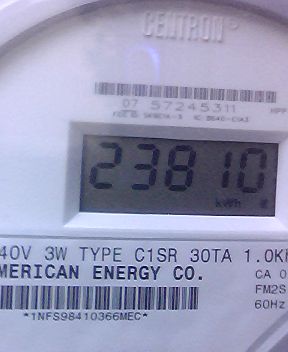 CENTRON®
07 57245311
23810
kWh
40V 3W TYPE C1SR 30TA 1.0K
MERICAN ENERGY CO.
CA 0
FM2S
60Hz
*1NFS98410366MEC*